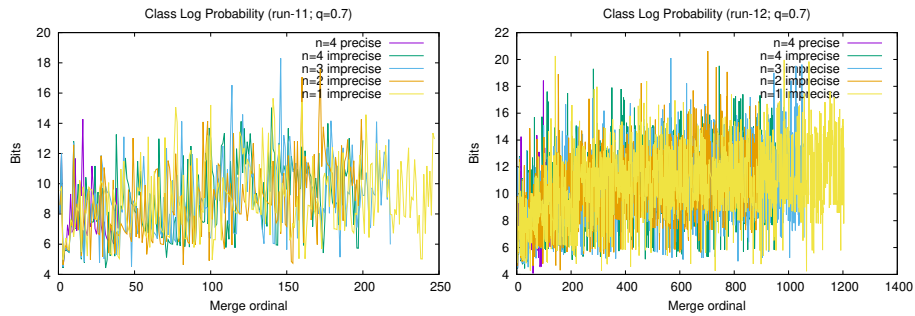 Class Log Probability (run-11; q=0.7)
20
18
16
14
12
10
8
6
4
Bits
n=4 precise
n=4 imprecise
n=3 imprecise
n=2 imprecise
n=1 imprecise
0 50 100 150 200 250
Merge ordinal
Class Log Probability (run-12; q=0.7)
22
20
18
16
14
12
10
8
6
4
Bits
n=4 precise
n=4 imprecise
n=3 imprecise
n=2 imprecise
n=1 imprecise
0 200 400 600 800 1000 1200 1400
Merge ordinal